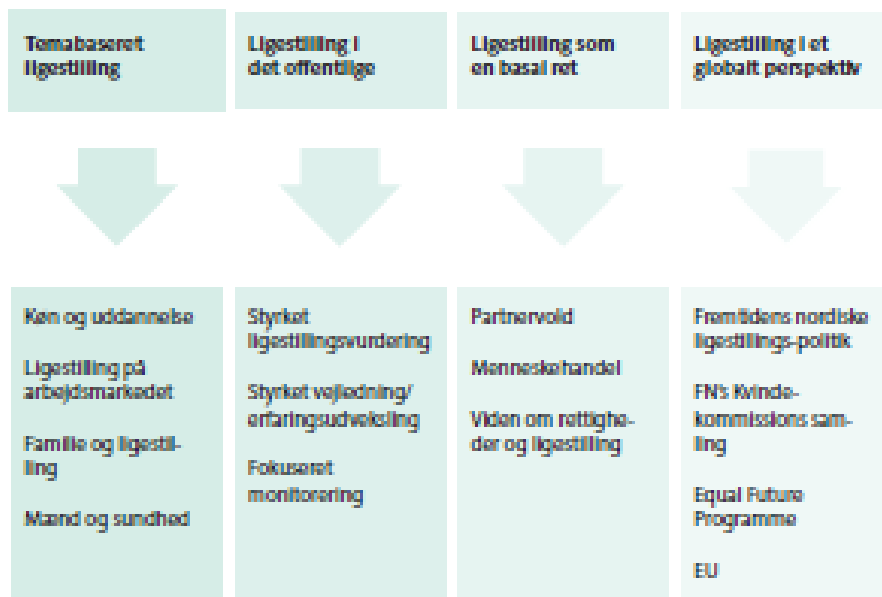 Temabaseret
ligestilling
Ligestilling i
det offentlige
Ligestilling som
en basal ret
Ligestilling i et
globalt perspektiv
Køn og uddannelse
Ligestilling på
arbejdsmarkedet
Familie og ligestil-
ling
Mænd og sundhed
Styrket
ligestillingsvurdering
Styrket vejledning/
erfaringsudveksling
Fokuseret
monitorering
Partnervold
Menneskehandel
Viden om rettighe-
der og ligestilling
Fremtidens nordiske
ligestillings-politik
FN's Kvinde-
kommissions sam-
ling
Equal Future
Programme
EU